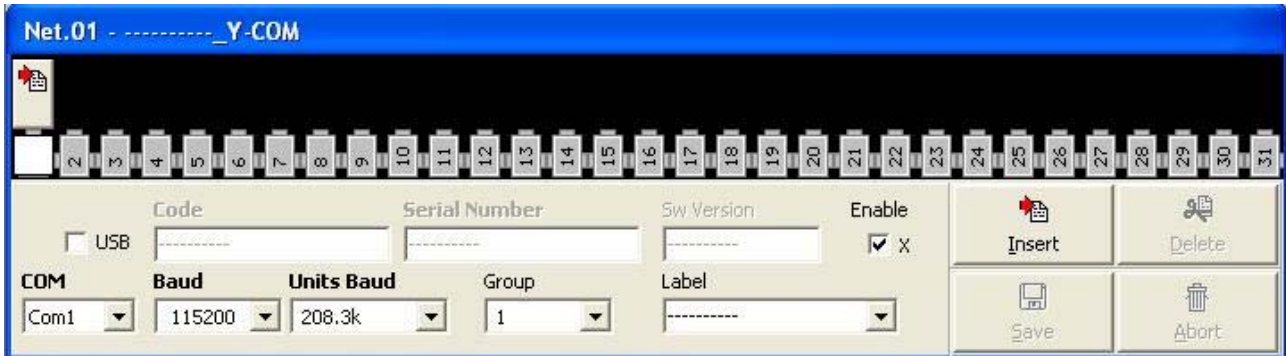 Net.01 - ----------_Y-COM
2 3 4 5 6 7 8 9 10 11 12 13 14 15 16 17 18 19 20 21 22 23 24 25 26 27 28 29 30 31
Code Serial Number Sw Version Enable
USB ---------- ---------- ---------- X
COM Baud Units Baud Group Label
Com1 115200 208.3k 1 ----------
Insert Delete
Save Abort